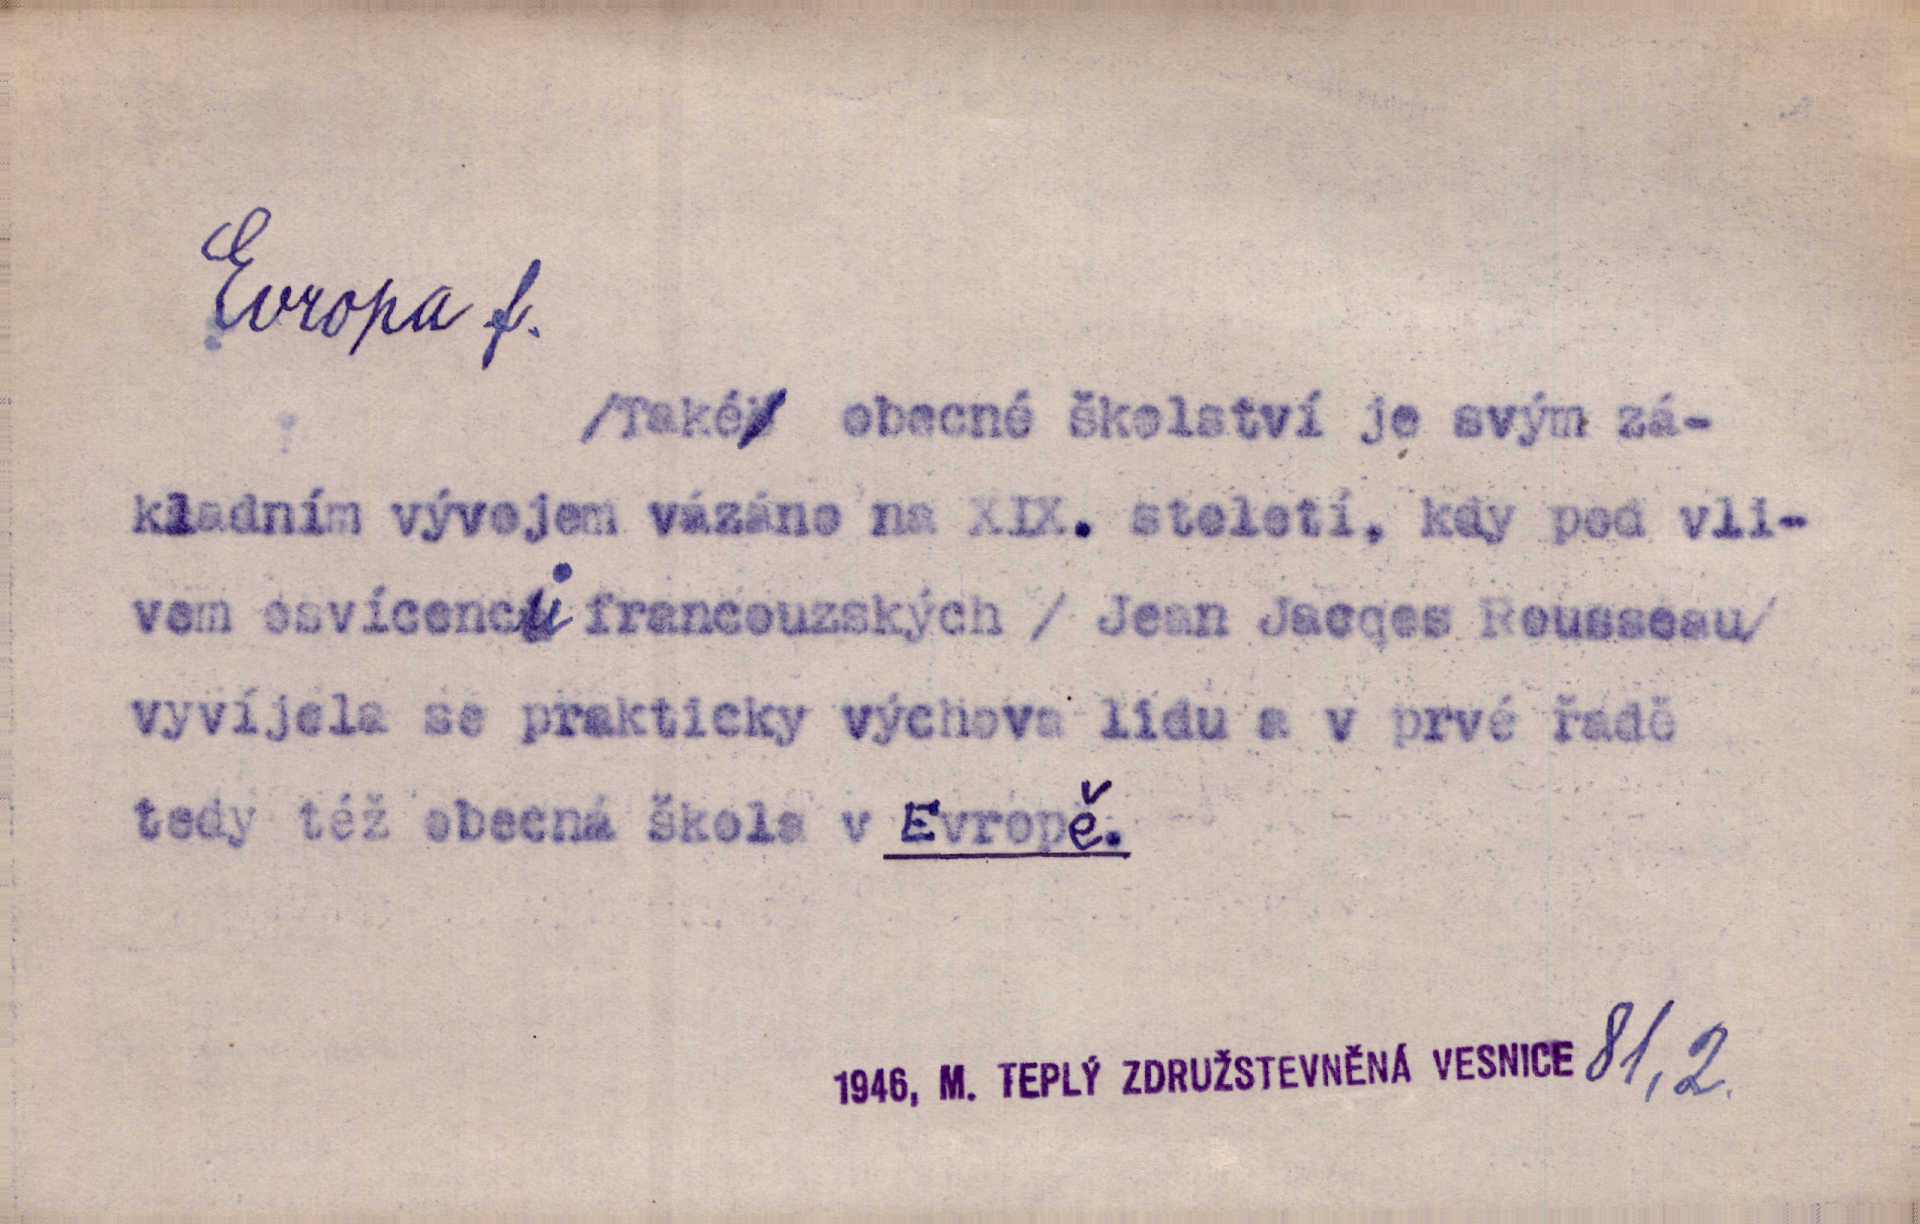 Evropa f.
/Také/ obecné školství je svým zá-
kladním vývojem vázáno na XIX. století, kdy pod vli-
vem osvícenců francouzských / Jean Jacqes Rousseau/
vyvíjela se prakticky výchova lidu a v prvé řadě
tedy též obecná škola v Evropě.
1946, M. TEPLÝ ZDRUŽSTEVNĚNÁ VESNICE 81,2.